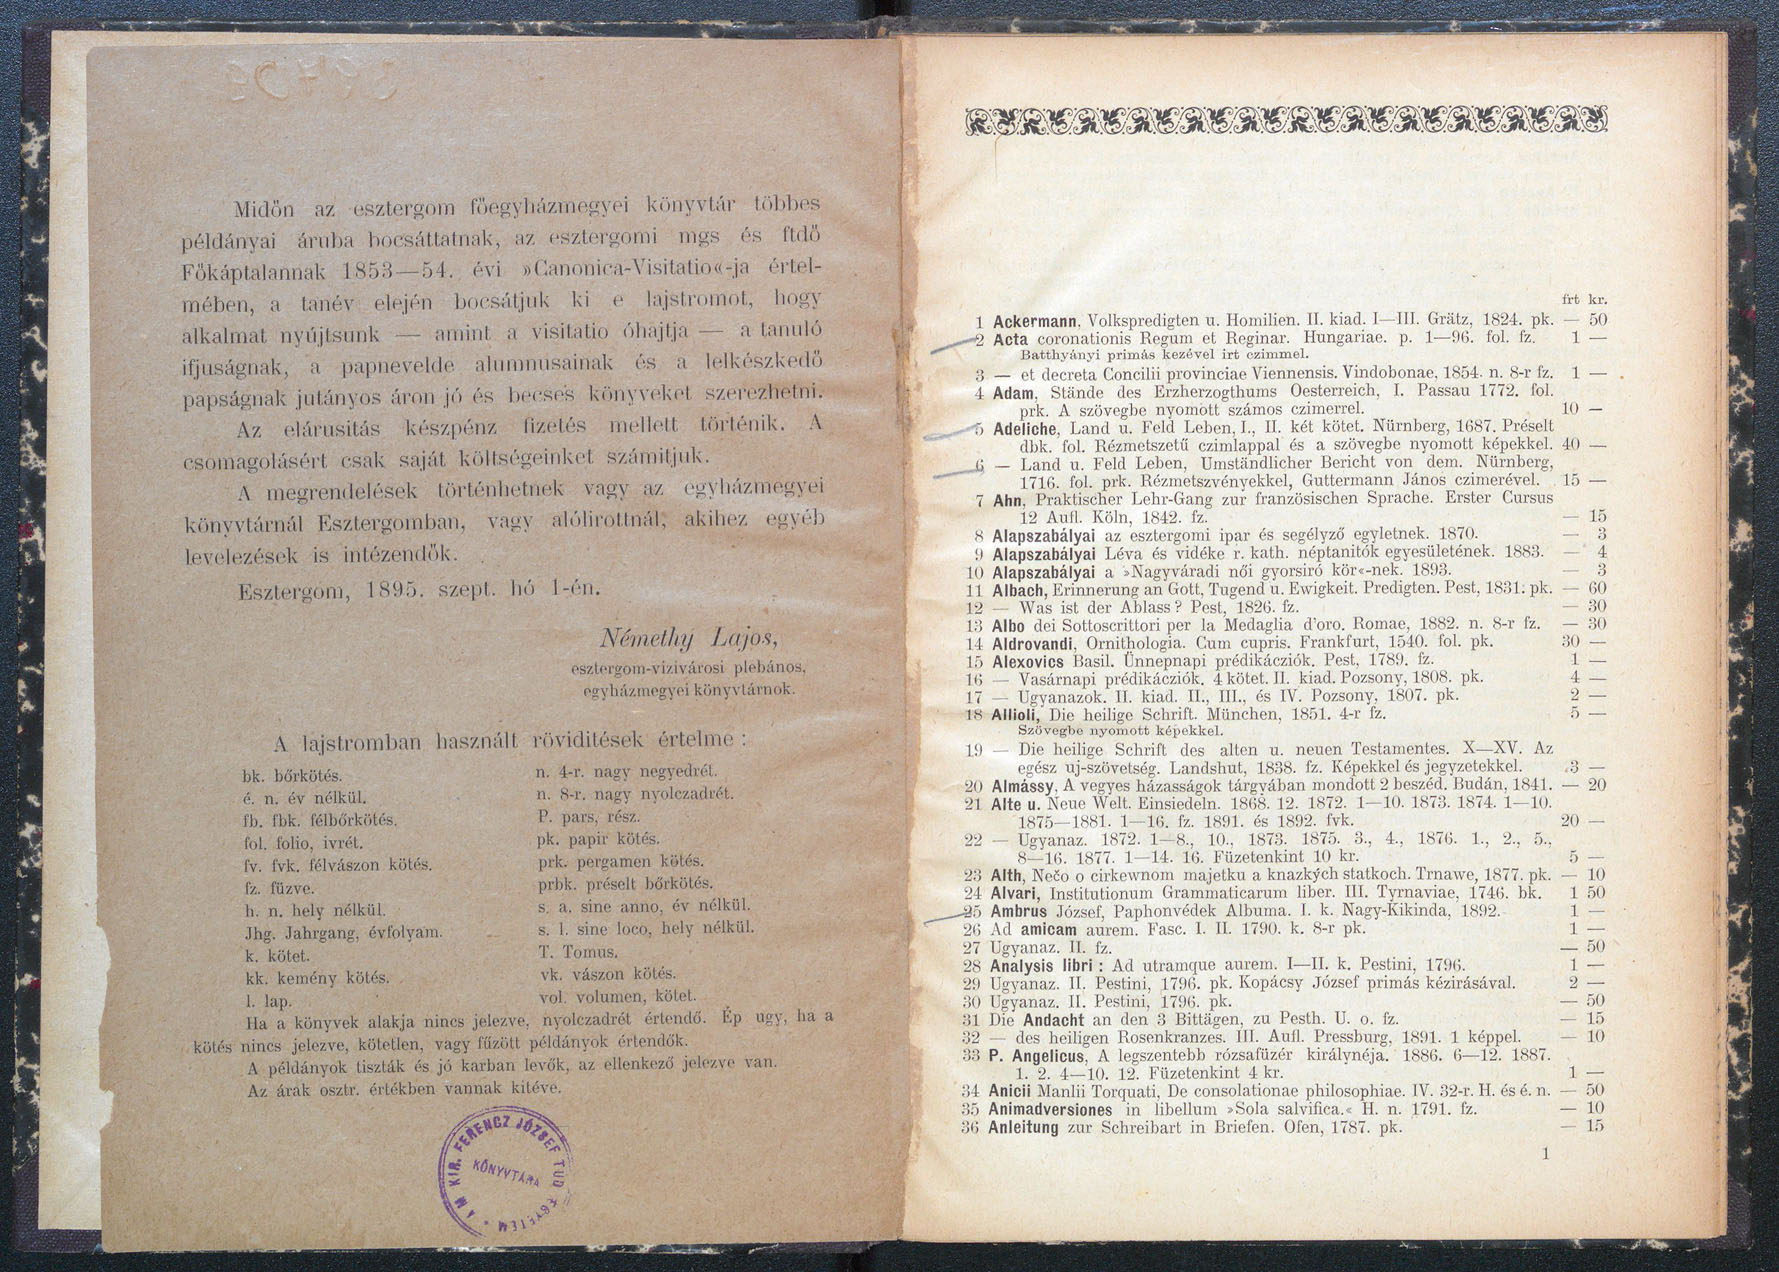 Midőn az esztergom főegyházmegyei könyvtár többes
példányai áruba bocsáttatnak, az esztergomi mgs és ftdő
Főkáptalannak 1853—54. évi »Canonica-Visitatio«-ja értel-
mében, a tanév elején bocsátjuk ki e lajstromot, hogy
alkalmat nyújtsunk — amint a visitatio óhajtja — a tanuló
ifjuságnak, a papnevelde alumnusainak és a lelkészkedő
papságnak jutányos áron jó és becses könyveket szerezhetni.
Az elárusitás készpénz fizetés mellett történik. A
csomagolásért csak saját költségeinket számitjuk.
A megrendelések történhetnek vagy az egyházmegyei
könyvtárnál Esztergomban, vagy alólirottnál, akihez egyéb
levelezések is intézendők.
Esztergom, 1895. szept. hó 1-én.
Némethy Lajos,
esztergom-vizivárosi plebános,
egyházmegyei könyvtárnok.
A lajstromban használt röviditések értelme :
bk. bőrkötés.
é. n. év nélkül.
fb. fbk. félbőrkötés.
fol. folio, ivrét.
fv. fvk. félvászon kötés.
fz. füzve.
h. n. hely nélkül.
Jhg. Jahrgang, évfolyam.
k. kötet.
kk. kemény kötés.
l. lap.
n. 4-r. nagy negyedrét.
n. 8-r. nagy nyolczadrét.
P. pars, rész.
pk. papir kötés.
prk. pergamen kötés.
prbk. préselt bőrkötés.
s. a. sine anno, év nélkül.
s. l. sine loco, hely nélkül.
T. Tomus.
vk. vászon kötés.
vol. volumen, kötet.
Ha a könyvek alakja nincs jelezve, nyolczadrét értendő. Ép ugy, ha a
kötés nincs jelezve, kötetlen, vagy fűzött példányok értendők.
A példányok tiszták és jó karban levők, az ellenkező jelezve van.
Az árak osztr. értékben vannak kitéve.
A M. KIR. FERENCZ JÓZSEF TUD. EGYETEM
KÖNYVTÁRA
frt kr.
1 Ackermann, Volkspredigten u. Homilien. II. kiad. I—III. Grätz, 1824. pk. — 50
2 Acta coronationis Regum et Reginar. Hungariae. p. 1—96. fol. fz. 1 —
Batthyányi primás kezével irt czimmel.
3 — et decreta Concilii provinciae Viennensis. Vindobonae, 1854. n. 8-r fz. 1 —
4 Adam, Stände des Erzherzogthums Oesterreich, I. Passau 1772. fol.
prk. A szövegbe nyomott számos czimerrel. 10 —
5 Adeliche, Land u. Feld Leben, I., II. két kötet. Nürnberg, 1687. Préselt
dbk. fol. Rézmetszetű czimlappal és a szövegbe nyomott képekkel. 40 —
6 — Land u. Feld Leben, Umständlicher Bericht von dem. Nürnberg,
1716. fol. prk. Rézmetszvényekkel, Guttermann János czimerével. 15 —
7 Ahn, Praktischer Lehr-Gang zur französischen Sprache. Erster Cursus
12 Aufl. Köln, 1842. fz. — 15
8 Alapszabályai az esztergomi ipar és segélyző egyletnek. 1870. — 3
9 Alapszabályai Léva és vidéke r. kath. néptanitók egyesületének. 1883. — 4
10 Alapszabályai a »Nagyváradi női gyorsiró kör«-nek. 1893. — 3
11 Albach, Erinnerung an Gott, Tugend u. Ewigkeit. Predigten. Pest, 1831. pk. — 60
12 — Was ist der Ablass? Pest, 1826. fz. — 30
13 Albo dei Sottoscrittori per la Medaglia d'oro. Romae, 1882. n. 8-r fz. — 30
14 Aldrovandi, Ornithologia. Cum cupris. Frankfurt, 1540. fol. pk. 30 —
15 Alexovics Basil. Ünnepnapi prédikácziók. Pest, 1789. fz. 1 —
16 — Vasárnapi prédikácziók. 4 kötet. II. kiad. Pozsony, 1808. pk. 4 —
17 — Ugyanazok. II. kiad. II., III., és IV. Pozsony, 1807. pk. 2 —
18 Allioli, Die heilige Schrift. München, 1851. 4-r fz. 5 —
Szövegbe nyomott képekkel.
19 — Die heilige Schrift des alten u. neuen Testamentes. X—XV. Az
egész uj-szövetség. Landshut, 1838. fz. Képekkel és jegyzetekkel. 3 —
20 Almássy, A vegyes házasságok tárgyában mondott 2 beszéd. Budán, 1841. — 20
21 Alte u. Neue Welt. Einsiedeln. 1868. 12. 1872. 1—10. 1873. 1874. 1—10.
1875—1881. 1—16. fz. 1891. és 1892. fvk. 20 —
22 — Ugyanaz. 1872. 1—8., 10., 1873. 1875. 3., 4., 1876. 1., 2., 5.,
8—16. 1877. 1—14. 16. Füzetenkint 10 kr. 5 —
23 Alth, Nečo o cirkewnom majetku a knazkých statkoch. Trnawe, 1877. pk. — 10
24 Alvari, Institutionum Grammaticarum liber. III. Tyrnaviae, 1746. bk. 1 50
25 Ambrus József, Paphonvédek Albuma. I. k. Nagy-Kikinda, 1892. 1 —
26 Ad amicam aurem. Fasc. I. II. 1790. k. 8-r pk. 1 —
27 Ugyanaz. II. fz. — 50
28 Analysis libri : Ad utramque aurem. I—II. k. Pestini, 1796. 1 —
29 Ugyanaz. II. Pestini, 1796. pk. Kopácsy József primás kézirásával. 2 —
30 Ugyanaz. II. Pestini, 1796. pk. — 50
31 Die Andacht an den 3 Bittägen, zu Pesth. U. o. fz. — 15
32 — des heiligen Rosenkranzes. III. Aufl. Pressburg, 1891. 1 képpel. — 10
33 P. Angelicus, A legszentebb rózsafüzér királynéja. 1886. 6—12. 1887.
1. 2. 4—10. 12. Füzetenkint 4 kr. 1 —
34 Anicii Manlii Torquati, De consolatione philosophiae. IV. 32-r. H. és é. n. — 50
35 Animadversiones in libellum »Sola salvifica.« H. n. 1791. fz. — 10
36 Anleitung zur Schreibart in Briefen. Ofen, 1787. pk. — 15
1